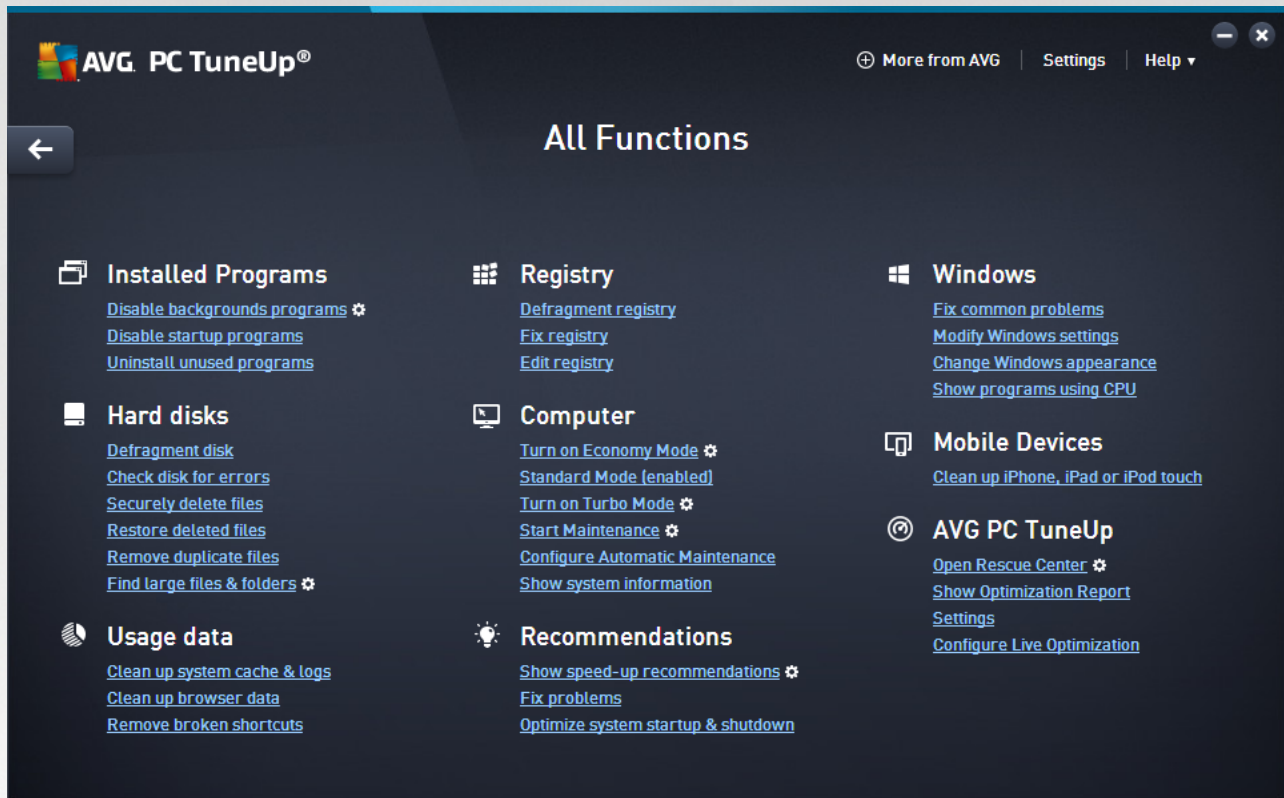 AVG. PC TuneUp®
More from AVG
Settings
Help
All Functions
Installed Programs
Disable backgrounds programs
Disable startup programs
Uninstall unused programs
Hard disks
Defragment disk
Check disk for errors
Securely delete files
Restore deleted files
Remove duplicate files
Find large files & folders
Usage data
Clean up system cache & logs
Clean up browser data
Remove broken shortcuts
Registry
Defragment registry
Fix registry
Edit registry
Computer
Turn on Economy Mode
Standard Mode (enabled)
Turn on Turbo Mode
Start Maintenance
Configure Automatic Maintenance
Show system information
Recommendations
Show speed-up recommendations
Fix problems
Optimize system startup & shutdown
Windows
Fix common problems
Modify Windows settings
Change Windows appearance
Show programs using CPU
Mobile Devices
Clean up iPhone, iPad or iPod touch
AVG PC TuneUp
Open Rescue Center
Show Optimization Report
Settings
Configure Live Optimization